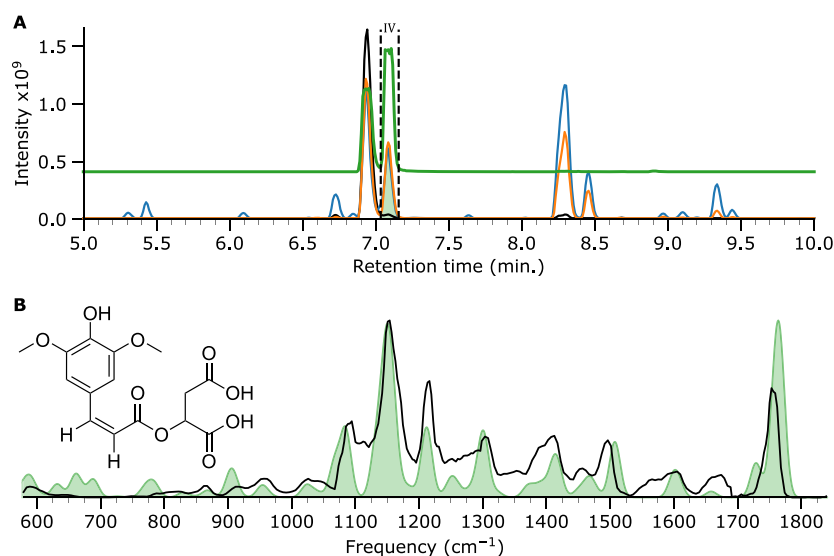 A
IV
Intensity x10⁹
1.5
1.0
0.5
0.0
5.0 5.5 6.0 6.5 7.0 7.5 8.0 8.5 9.0 9.5 10.0
Retention time (min.)
B
OH
O O
O
O OH
H O OH
H O
600 700 800 900 1000 1100 1200 1300 1400 1500 1600 1700 1800
Frequency (cm⁻¹)